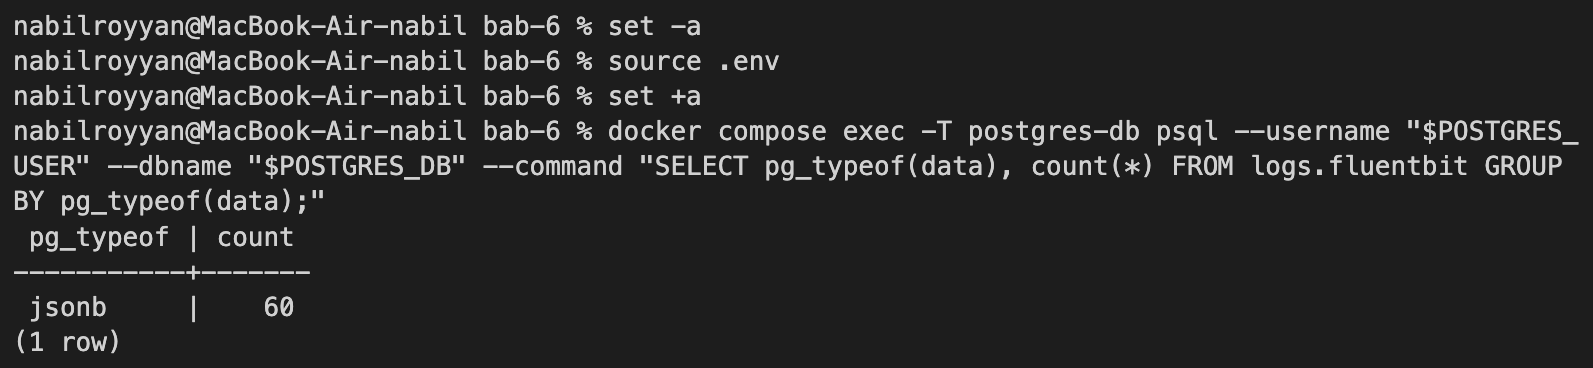 nabilroyyan@MacBook-Air-nabil bab-6 % set -a
nabilroyyan@MacBook-Air-nabil bab-6 % source .env
nabilroyyan@MacBook-Air-nabil bab-6 % set +a
nabilroyyan@MacBook-Air-nabil bab-6 % docker compose exec -T postgres-db psql --username "$POSTGRES_
USER" --dbname "$POSTGRES_DB" --command "SELECT pg_typeof(data), count(*) FROM logs.fluentbit GROUP
BY pg_typeof(data);"
 pg_typeof | count
-----------+-------
 jsonb     |    60
(1 row)